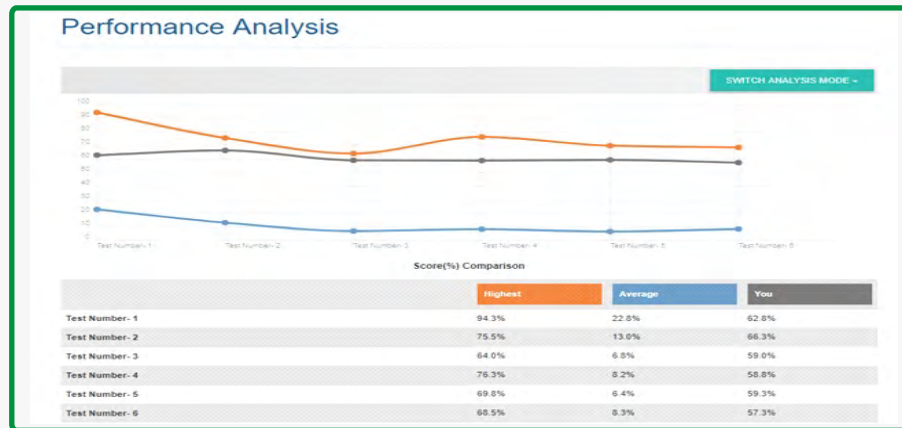 Performance Analysis
SWITCH ANALYSIS MODE
100
90
80
70
60
50
40
30
20
10
0
Test Number- 1 Test Number- 2 Test Number- 3 Test Number- 4 Test Number- 5 Test Number- 6
Score(%) Comparison
Highest Average You
Test Number- 1 94.3% 22.8% 62.8%
Test Number- 2 75.5% 13.0% 66.3%
Test Number- 3 64.0% 6.8% 59.0%
Test Number- 4 76.3% 8.2% 58.8%
Test Number- 5 69.8% 6.4% 59.3%
Test Number- 6 68.5% 8.3% 57.3%